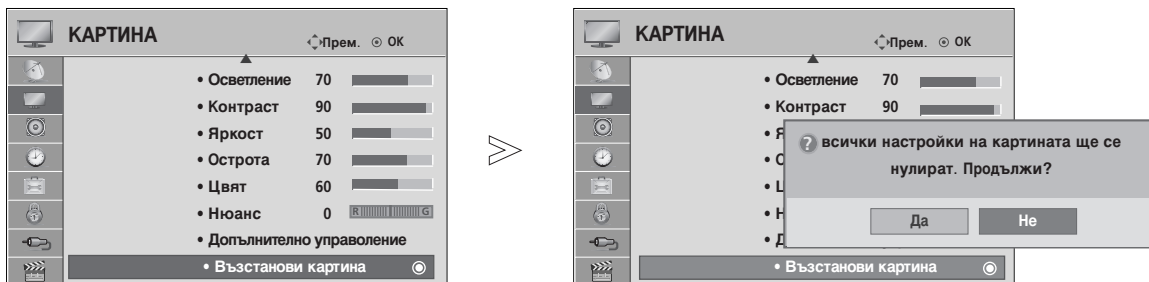 КАРТИНА
Прем. OK
• Осветление 70
• Контраст 90
• Яркост 50
• Острота 70
• Цвят 60
• Нюанс 0 R G
• Допълнително управоление
• Възстанови картина
КАРТИНА
Прем. OK
• Осветление 70
• Контраст 90
• Я
• О
• Ц
• Н
• Д
? всички настройки на картината ще се
нулират. Продължи?
Да Не
• Възстанови картина